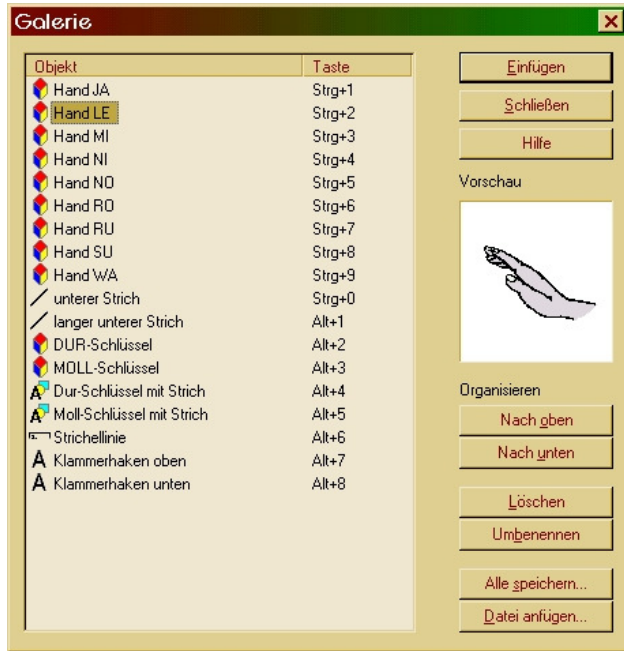 Galerie
Objekt Taste
Hand JA Strg+1
Hand LE Strg+2
Hand MI Strg+3
Hand NI Strg+4
Hand NO Strg+5
Hand RO Strg+6
Hand RU Strg+7
Hand SU Strg+8
Hand WA Strg+9
unterer Strich Strg+0
langer unterer Strich Alt+1
DUR-Schlüssel Alt+2
MOLL-Schlüssel Alt+3
Dur-Schlüssel mit Strich Alt+4
Moll-Schlüssel mit Strich Alt+5
Strichellinie Alt+6
Klammerhaken oben Alt+7
Klammerhaken unten Alt+8
Einfügen
Schließen
Hilfe
Vorschau
Organisieren
Nach oben
Nach unten
Löschen
Umbenennen
Alle speichern...
Datei anfügen...